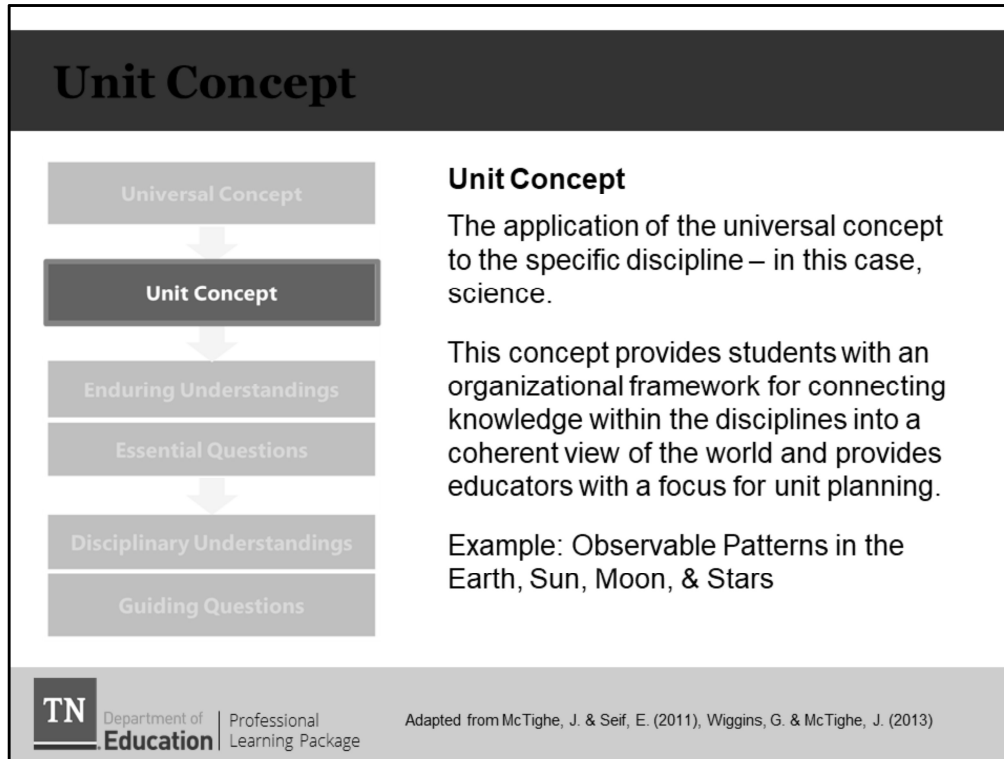 Unit Concept
Universal Concept
Unit Concept
Enduring Understandings
Essential Questions
Disciplinary Understandings
Guiding Questions
Unit Concept
The application of the universal concept
to the specific discipline – in this case,
science.
This concept provides students with an
organizational framework for connecting
knowledge within the disciplines into a
coherent view of the world and provides
educators with a focus for unit planning.
Example: Observable Patterns in the
Earth, Sun, Moon, & Stars
TN
Department of
Education
Professional
Learning Package
Adapted from McTighe, J. & Seif, E. (2011), Wiggins, G. & McTighe, J. (2013)